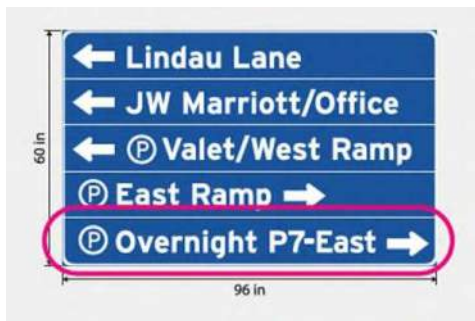 Lindau Lane
JW Marriott/Office
P Valet/West Ramp
P East Ramp
P Overnight P7-East
60 in
96 in